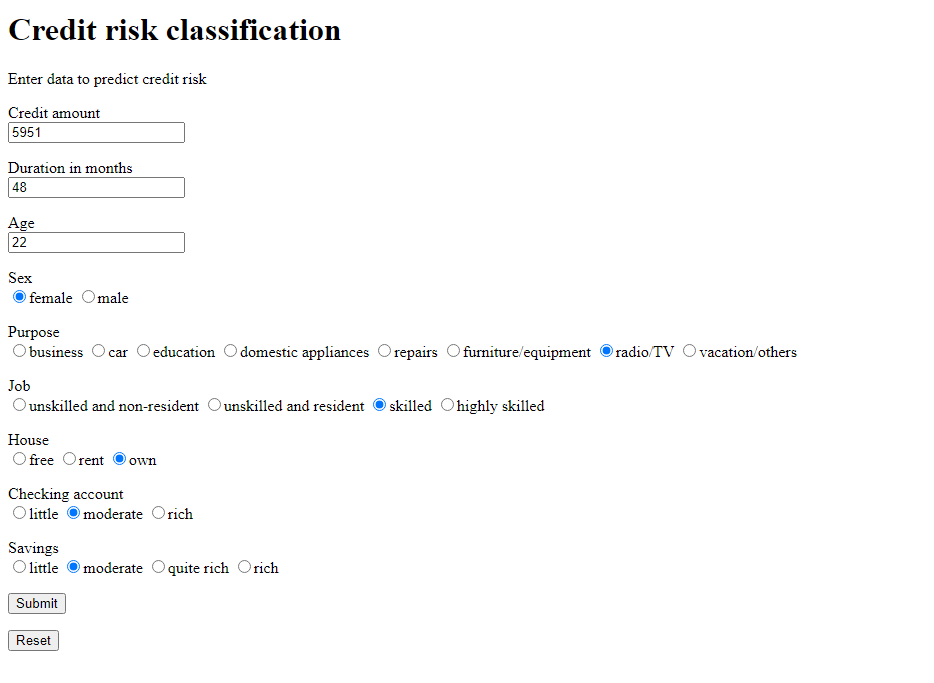 Credit risk classification
Enter data to predict credit risk
Credit amount
5951
Duration in months
48
Age
22
Sex
female male
Purpose
business car education domestic appliances repairs furniture/equipment radio/TV vacation/others
Job
unskilled and non-resident unskilled and resident skilled highly skilled
House
free rent own
Checking account
little moderate rich
Savings
little moderate quite rich rich
Submit
Reset